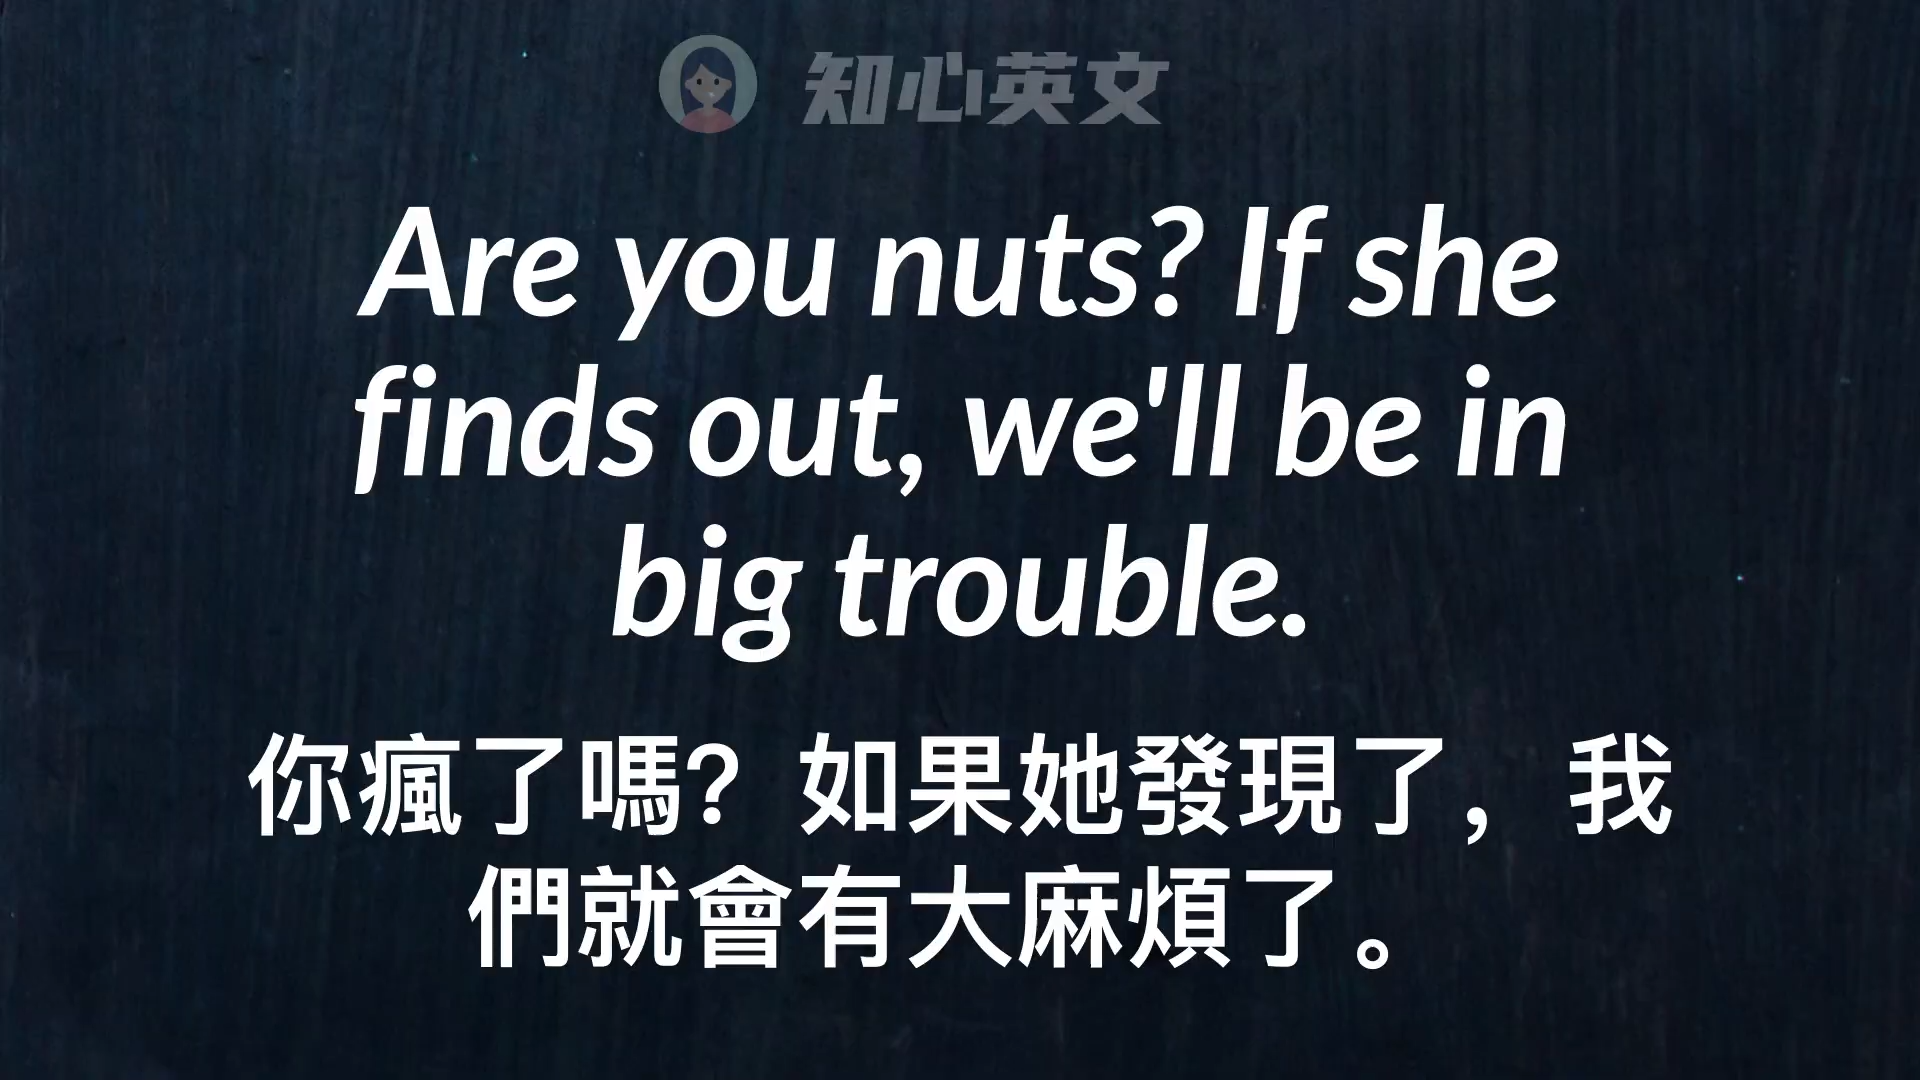 知心英文
Are you nuts? If she
finds out, we'll be in
big trouble.
你瘋了嗎？如果她發現了，我
們就會有大麻煩了。